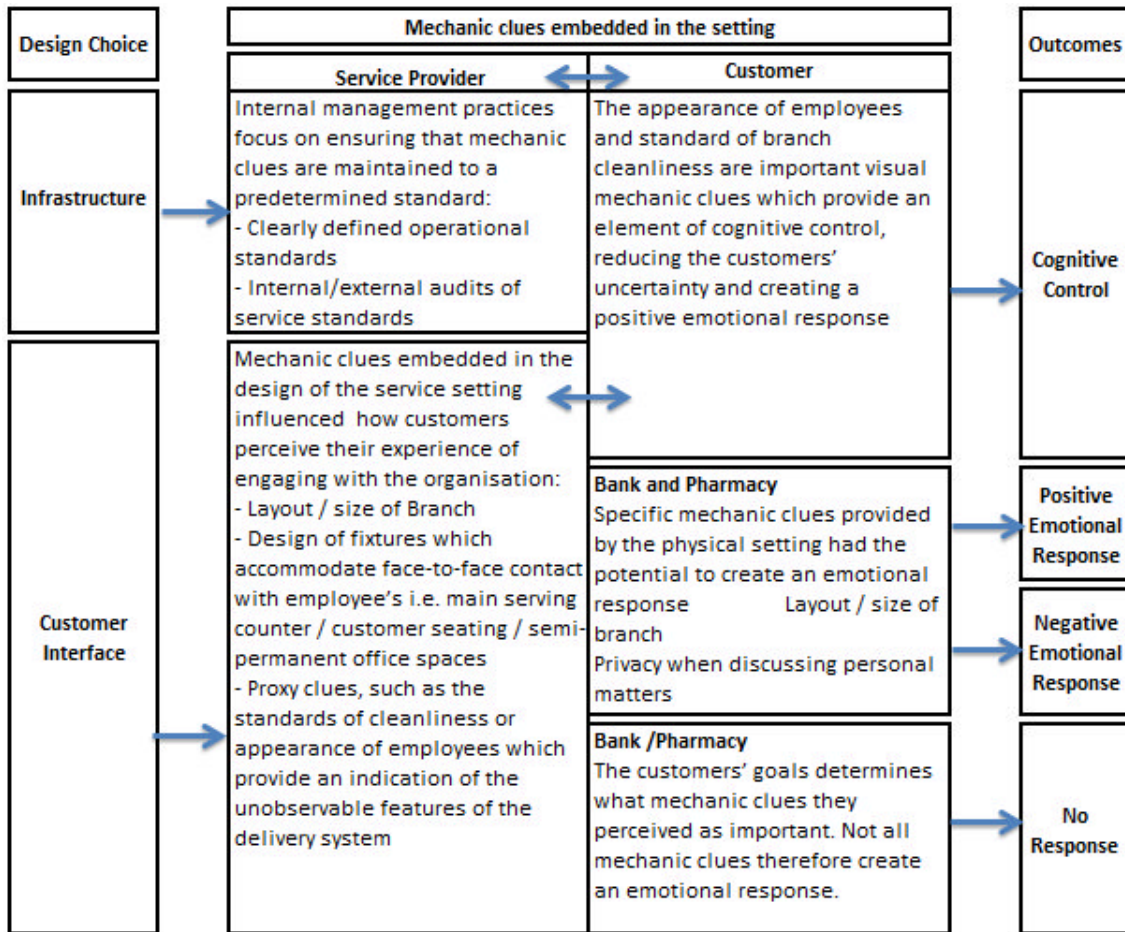 Design Choice
Mechanic clues embedded in the setting
Outcomes
Service Provider
Customer
Infrastructure
Internal management practices
focus on ensuring that mechanic
clues are maintained to a
predetermined standard:
- Clearly defined operational
standards
- Internal/external audits of
service standards
The appearance of employees
and standard of branch
cleanliness are important visual
mechanic clues which provide an
element of cognitive control,
reducing the customers'
uncertainty and creating a
positive emotional response
Cognitive
Control
Customer
Interface
Mechanic clues embedded in the
design of the service setting
influenced  how customers
perceive their experience of
engaging with the organisation:
- Layout / size of Branch
- Design of fixtures which
accommodate face-to-face contact
with employee's i.e. main serving
counter / customer seating / semi-
permanent office spaces
- Proxy clues, such as the
standards of cleanliness or
appearance of employees which
provide an indication of the
unobservable features of the
delivery system
Bank and Pharmacy
Specific mechanic clues provided
by the physical setting had the
potential to create an emotional
response Layout / size of
branch
Privacy when discussing personal
matters
Positive
Emotional
Response
Negative
Emotional
Response
Bank /Pharmacy
The customers' goals determines
what mechanic clues they
perceived as important. Not all
mechanic clues therefore create
an emotional response.
No
Response